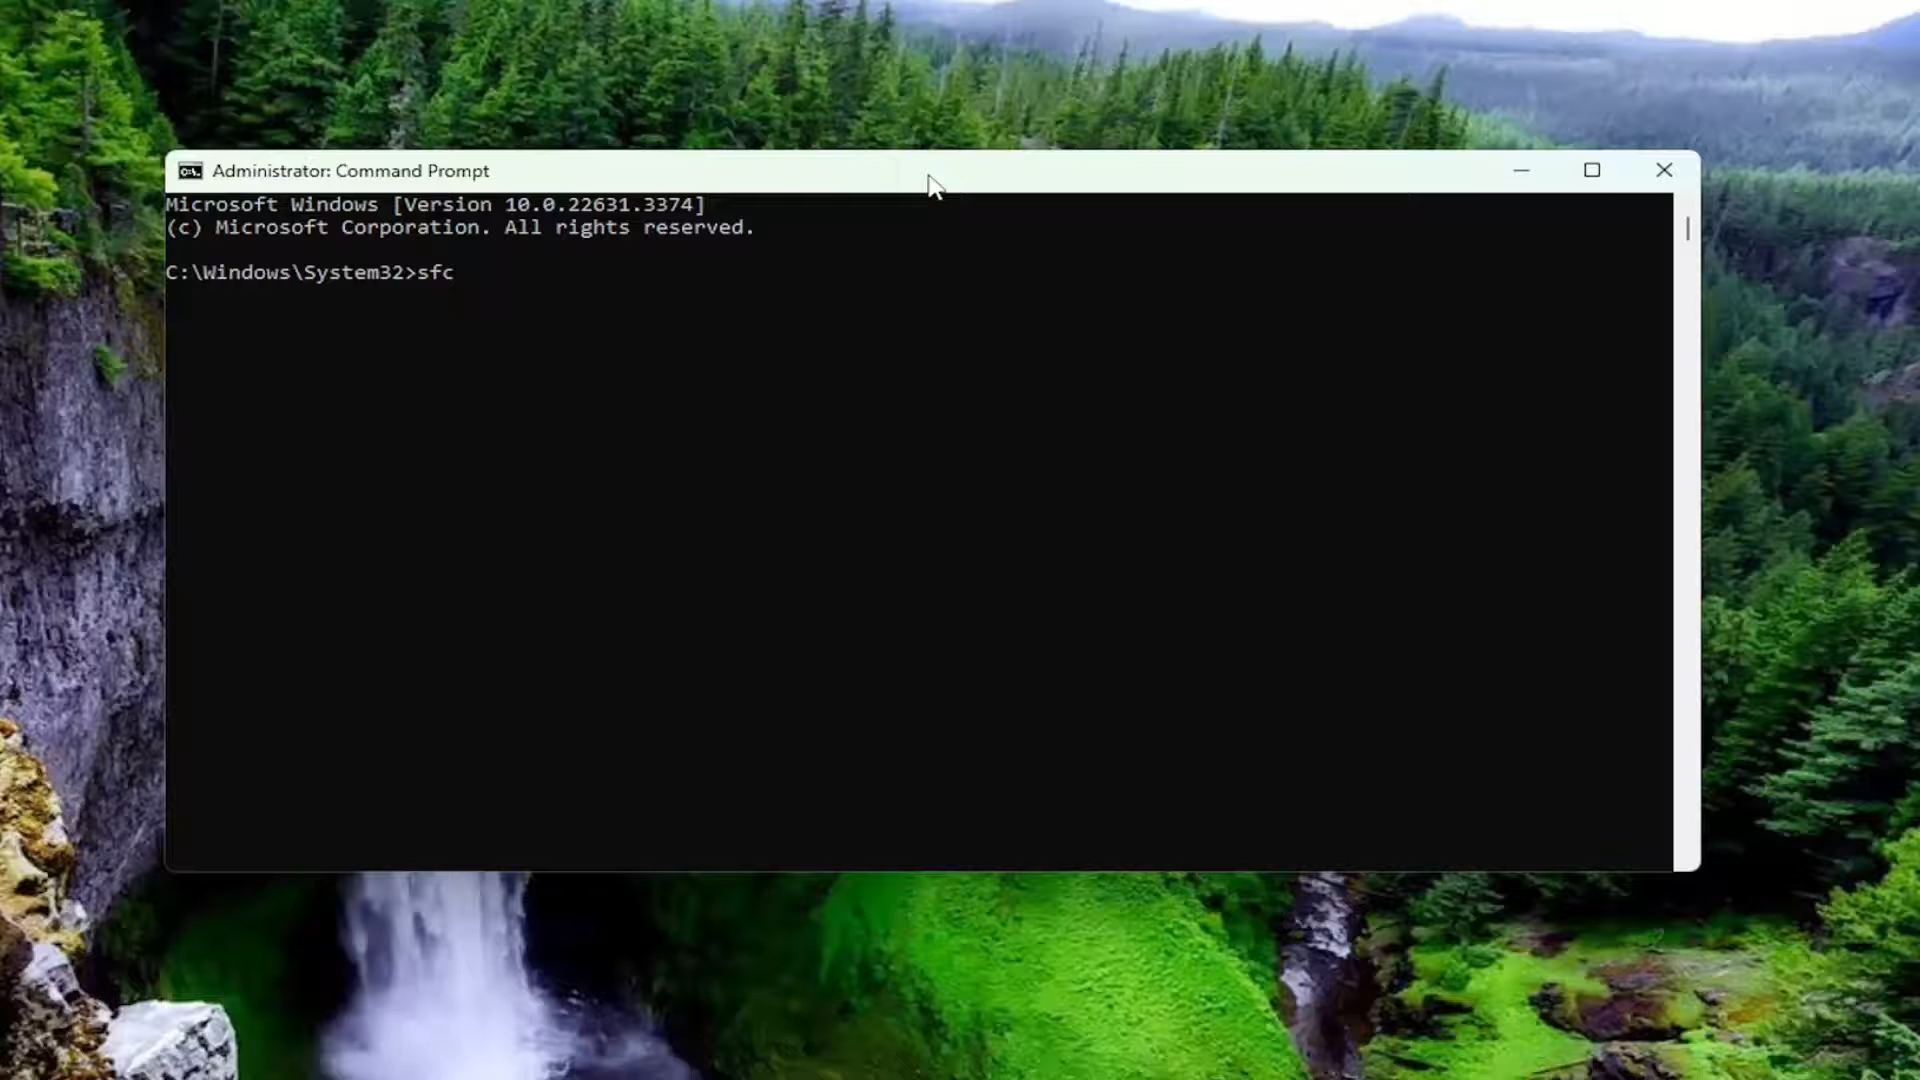 Administrator: Command Prompt
Microsoft Windows [Version 10.0.22631.3374]
(c) Microsoft Corporation. All rights reserved.
C:\Windows\System32>sfc